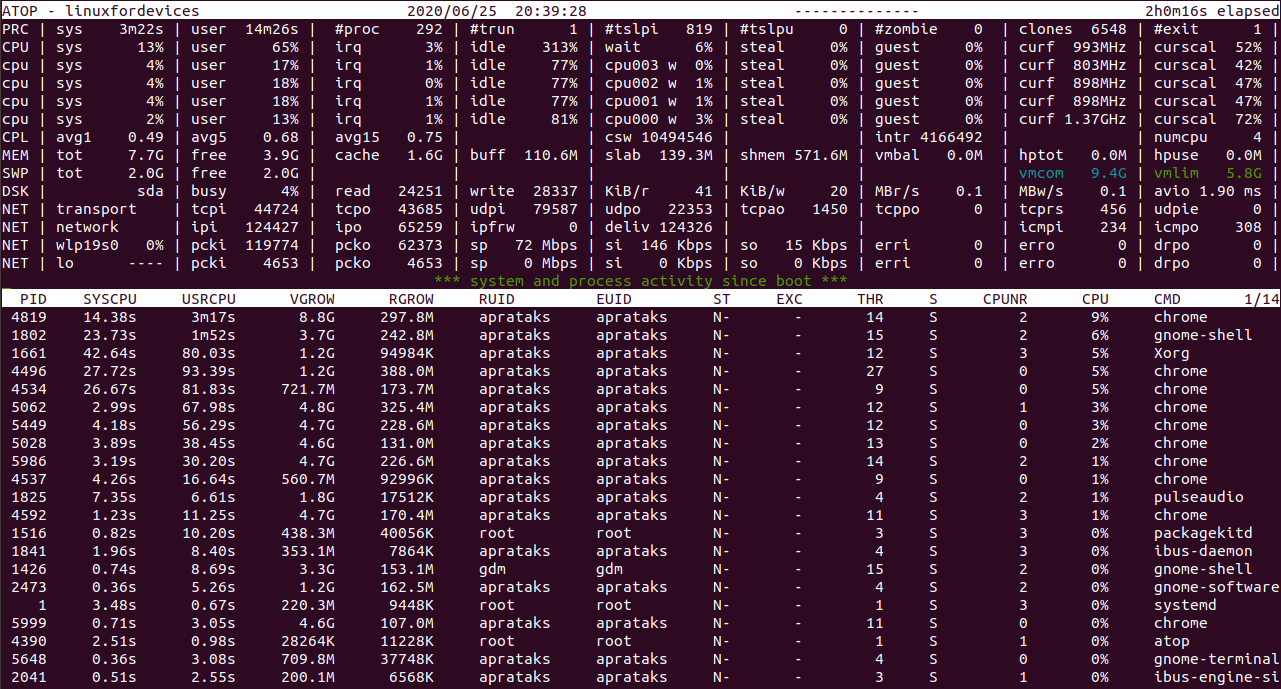 ATOP - linuxfordevices 2020/06/25 20:39:28 -------------- 2h0m16s elapsed
PRC | sys 3m22s | user 14m26s | #proc 292 | #trun 1 | #tslpi 819 | #tslpu 0 | #zombie 0 | clones 6548 | #exit 1 |
CPU | sys 13% | user 65% | irq 3% | idle 313% | wait 6% | steal 0% | guest 0% | curf 993MHz | curscal 52% |
cpu | sys 4% | user 17% | irq 1% | idle 77% | cpu003 w 0% | steal 0% | guest 0% | curf 803MHz | curscal 42% |
cpu | sys 4% | user 18% | irq 0% | idle 77% | cpu002 w 1% | steal 0% | guest 0% | curf 898MHz | curscal 47% |
cpu | sys 4% | user 18% | irq 1% | idle 77% | cpu001 w 1% | steal 0% | guest 0% | curf 898MHz | curscal 47% |
cpu | sys 2% | user 13% | irq 1% | idle 81% | cpu000 w 3% | steal 0% | guest 0% | curf 1.37GHz | curscal 72% |
CPL | avg1 0.49 | avg5 0.68 | avg15 0.75 | | csw 10494546 | | intr 4166492 | | numcpu 4 |
MEM | tot 7.7G | free 3.9G | cache 1.6G | buff 110.6M | slab 139.3M | shmem 571.6M | vmbal 0.0M | hptot 0.0M | hpuse 0.0M |
SWP | tot 2.0G | free 2.0G | | | | | | vmcom 9.4G | vmlim 5.8G |
DSK | sda | busy 4% | read 24251 | write 28337 | KiB/r 41 | KiB/w 20 | MBr/s 0.1 | MBw/s 0.1 | avio 1.90 ms |
NET | transport | tcpi 44724 | tcpo 43685 | udpi 79587 | udpo 22353 | tcpao 1450 | tcppo 0 | tcprs 456 | udpie 0 |
NET | network | ipi 124427 | ipo 65259 | ipfrw 0 | deliv 124326 | | | icmpi 234 | icmpo 308 |
NET | wlp19s0 0% | pcki 119774 | pcko 62373 | sp 72 Mbps | si 146 Kbps | so 15 Kbps | erri 0 | erro 0 | drpo 0 |
NET | lo ---- | pcki 4653 | pcko 4653 | sp 0 Mbps | si 0 Kbps | so 0 Kbps | erri 0 | erro 0 | drpo 0 |
*** system and process activity since boot ***
PID SYSCPU USRCPU VGROW RGROW RUID EUID ST EXC THR S CPUNR CPU CMD 1/14
4819 14.38s 3m17s 8.8G 297.8M aprataks aprataks N- - 14 S 2 9% chrome
1802 23.73s 1m52s 3.7G 242.8M aprataks aprataks N- - 15 S 2 6% gnome-shell
1661 42.64s 80.03s 1.2G 94984K aprataks aprataks N- - 12 S 3 5% Xorg
4496 27.72s 93.39s 1.2G 388.0M aprataks aprataks N- - 27 S 0 5% chrome
4534 26.67s 81.83s 721.7M 173.7M aprataks aprataks N- - 9 S 0 5% chrome
5062 2.99s 67.98s 4.8G 325.4M aprataks aprataks N- - 12 S 1 3% chrome
5449 4.18s 56.29s 4.7G 228.6M aprataks aprataks N- - 12 S 0 3% chrome
5028 3.89s 38.45s 4.6G 131.0M aprataks aprataks N- - 13 S 0 2% chrome
5986 3.19s 30.20s 4.7G 226.6M aprataks aprataks N- - 14 S 2 1% chrome
4537 4.26s 16.64s 560.7M 92996K aprataks aprataks N- - 9 S 0 1% chrome
1825 7.35s 6.61s 1.8G 17512K aprataks aprataks N- - 4 S 2 1% pulseaudio
4592 1.23s 11.25s 4.7G 170.4M aprataks aprataks N- - 11 S 3 1% chrome
1516 0.82s 10.20s 438.3M 40056K root root N- - 3 S 3 0% packagekitd
1841 1.96s 8.40s 353.1M 7864K aprataks aprataks N- - 4 S 3 0% ibus-daemon
1426 0.74s 8.69s 3.3G 153.1M gdm gdm N- - 15 S 2 0% gnome-shell
2473 0.36s 5.26s 1.2G 162.5M aprataks aprataks N- - 4 S 2 0% gnome-software
1 3.48s 0.67s 220.3M 9448K root root N- - 1 S 3 0% systemd
5999 0.71s 3.05s 4.6G 107.0M aprataks aprataks N- - 11 S 0 0% chrome
4390 2.51s 0.98s 28264K 11228K root root N- - 1 S 1 0% atop
5648 0.36s 3.08s 709.8M 37748K aprataks aprataks N- - 4 S 0 0% gnome-terminal
2041 0.51s 2.55s 200.1M 6568K aprataks aprataks N- - 3 S 1 0% ibus-engine-si